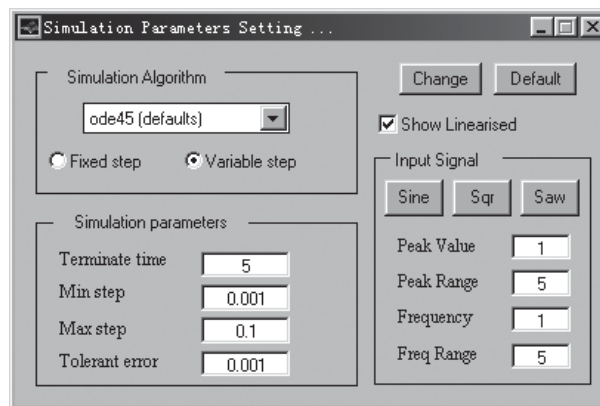 Simulation Parameters Setting ...
Simulation Algorithm
ode45 (defaults)
Fixed step Variable step
Simulation parameters
Terminate time 5
Min step 0.001
Max step 0.1
Tolerant error 0.001
Change Default
Show Linearised
Input Signal
Sine Sqr Saw
Peak Value 1
Peak Range 5
Frequency 1
Freq Range 5